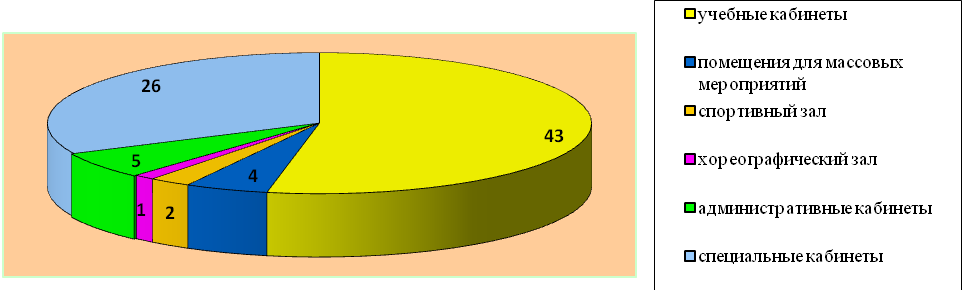 26
43
5
4
1
2
учебные кабинеты
помещения для массовых
мероприятий
спортивный зал
хореографический зал
административные кабинеты
специальные кабинеты